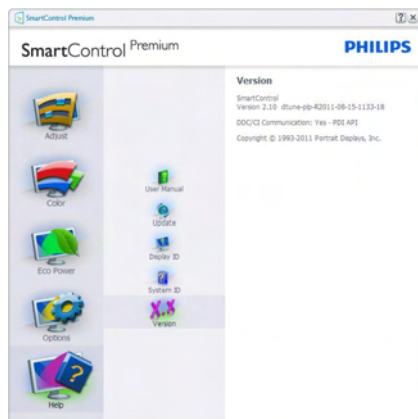 SmartControl Premium
SmartControl Premium
PHILIPS
Adjust
Color
Eco Power
Options
Help
User Manual
Update
Display ID
System ID
X.X
Version
Version
SmartControl
Version 2.10 dtune-plp-R2011-08-15-1133-18
DDC/CI Communication: Yes - PDI API
Copyright © 1993-2011 Portrait Displays, Inc.